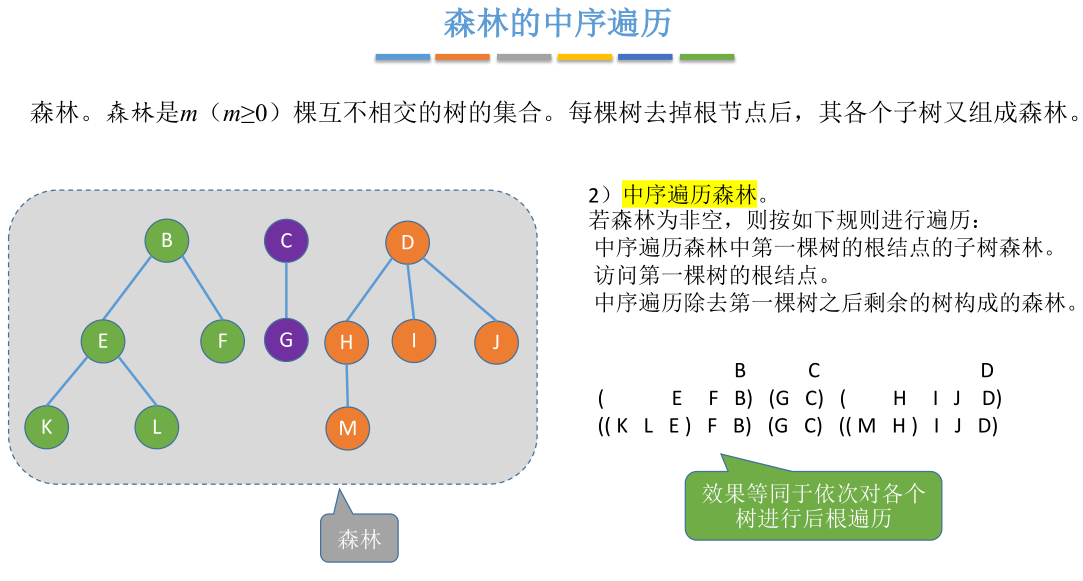 森林的中序遍历
森林。森林是m（m≥0）棵互不相交的树的集合。每棵树去掉根节点后，其各个子树又组成森林。
B C D
E F G H I J
K L M
森林
2）中序遍历森林。
若森林为非空，则按如下规则进行遍历：
中序遍历森林中第一棵树的根结点的子树森林。
访问第一棵树的根结点。
中序遍历除去第一棵树之后剩余的树构成的森林。
B C D
( E F B) (G C) ( H I J D)
(( K L E ) F B) (G C) (( M H ) I J D)
效果等同于依次对各个
树进行后根遍历